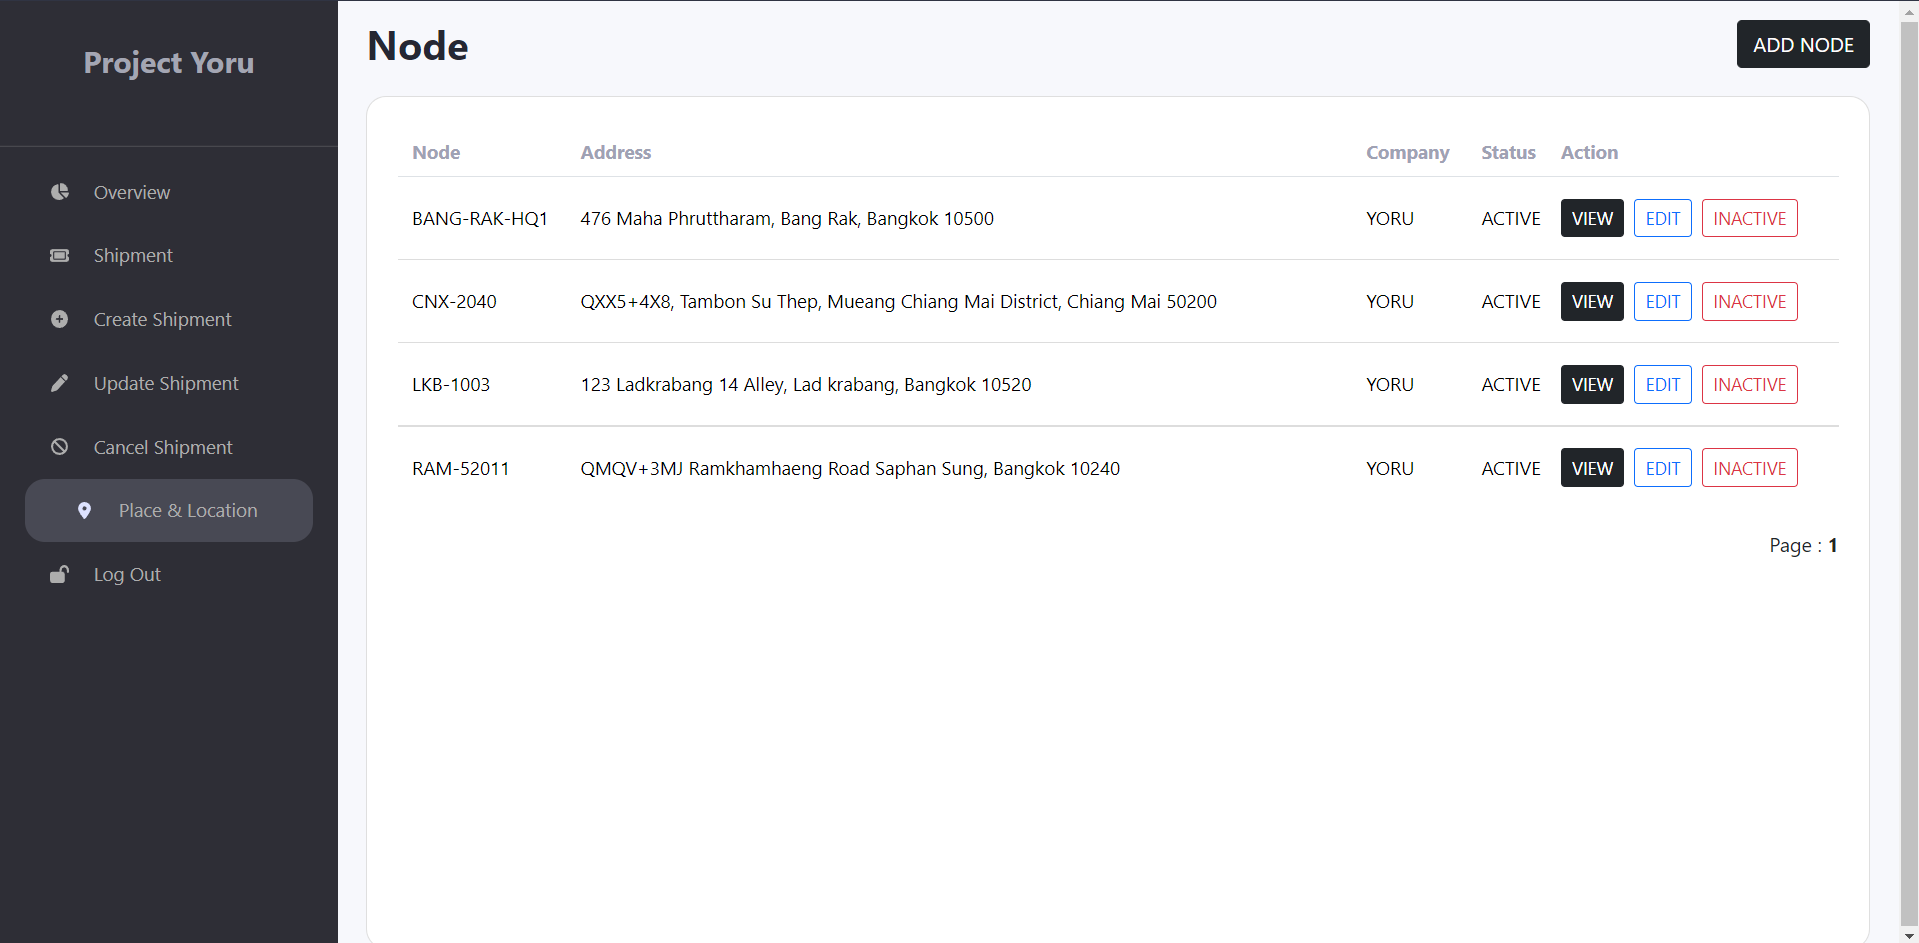 Project Yoru
Overview
Shipment
Create Shipment
Update Shipment
Cancel Shipment
Place & Location
Log Out
Node ADD NODE
Node Address Company Status Action
BANG-RAK-HQ1 476 Maha Phruttharam, Bang Rak, Bangkok 10500 YORU ACTIVE VIEW EDIT INACTIVE
CNX-2040 QXX5+4X8, Tambon Su Thep, Mueang Chiang Mai District, Chiang Mai 50200 YORU ACTIVE VIEW EDIT INACTIVE
LKB-1003 123 Ladkrabang 14 Alley, Lad krabang, Bangkok 10520 YORU ACTIVE VIEW EDIT INACTIVE
RAM-52011 QMQV+3MJ Ramkhamhaeng Road Saphan Sung, Bangkok 10240 YORU ACTIVE VIEW EDIT INACTIVE
Page : 1